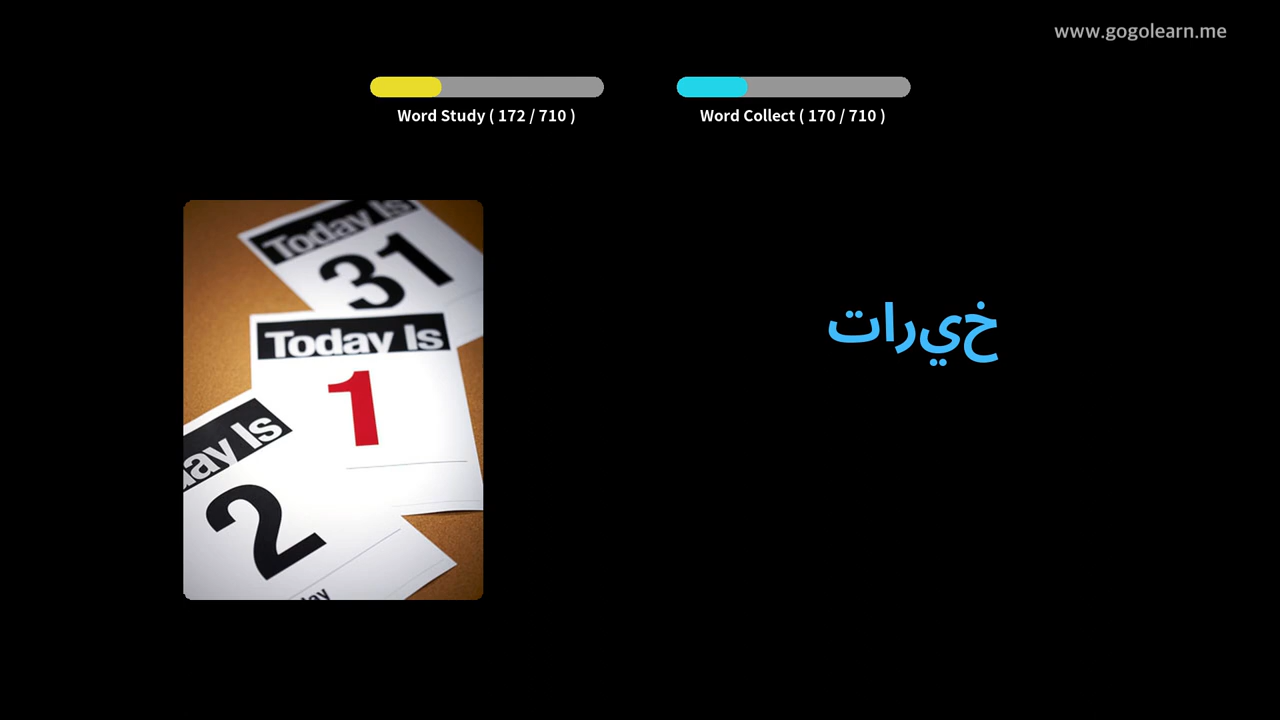 www.gogolearn.me
Word Study ( 172 / 710 )
Word Collect ( 170 / 710 )
Today Is
31
Today Is
1
day Is
2
خيرات